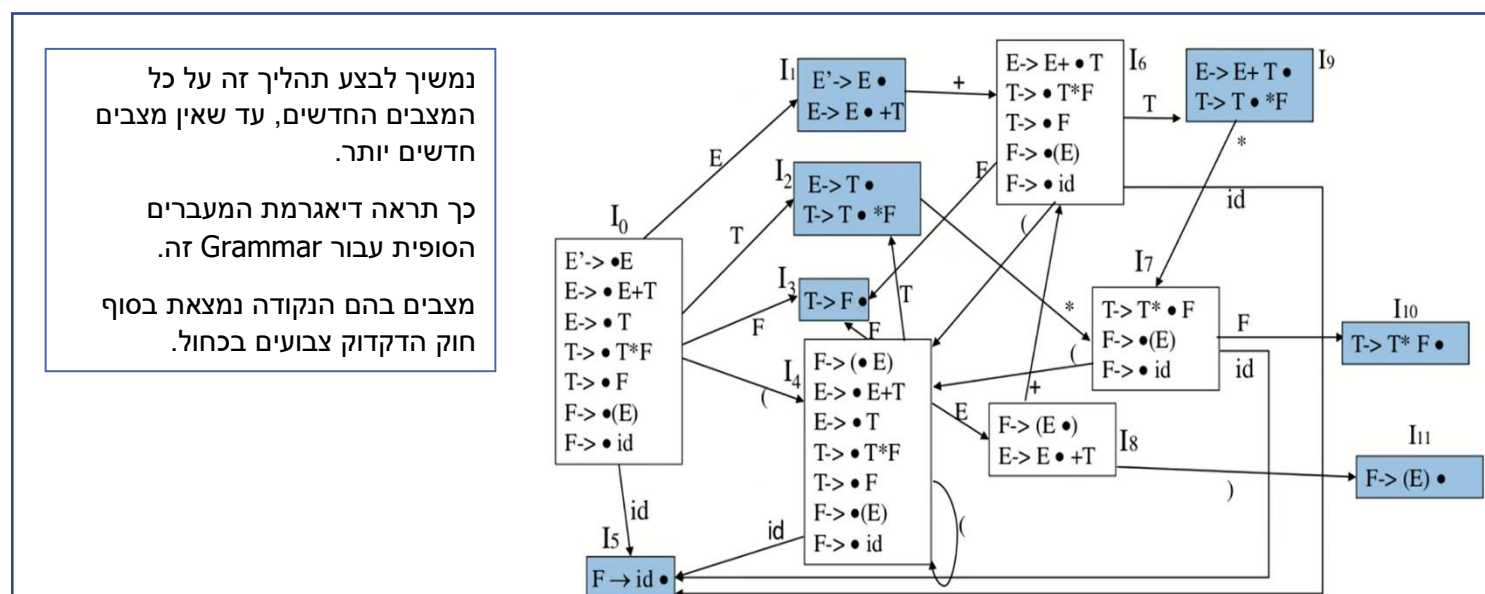 נמשיך לבצע תהליך זה על כל
המצבים החדשים, עד שאין מצבים
חדשים יותר.
כך תראה דיאגרמת המעברים
הסופית עבור Grammar זה.
מצבים בהם הנקודה נמצאת בסוף
חוק הדקדוק צבועים בכחול.
I0
E'-> •E
E-> • E+T
E-> • T
T-> • T*F
T-> • F
F-> •(E)
F-> • id
E
T
F
(
id
I1
E'-> E •
E-> E • +T
+
I2
E-> T •
T-> T • *F
*
I3
T-> F •
I4
F-> (• E)
E-> • E+T
E-> • T
T-> • T*F
T-> • F
F-> •(E)
F-> • id
F
T
E
(
id
I5
F → id •
I6
E-> E+ • T
T-> • T*F
T-> • F
F-> •(E)
F-> • id
T
F
(
id
I7
T-> T* • F
F-> •(E)
F-> • id
F
(
id
I8
F-> (E •)
E-> E • +T
+
)
I9
E-> E+ T •
T-> T • *F
*
I10
T-> T* F •
I11
F-> (E) •